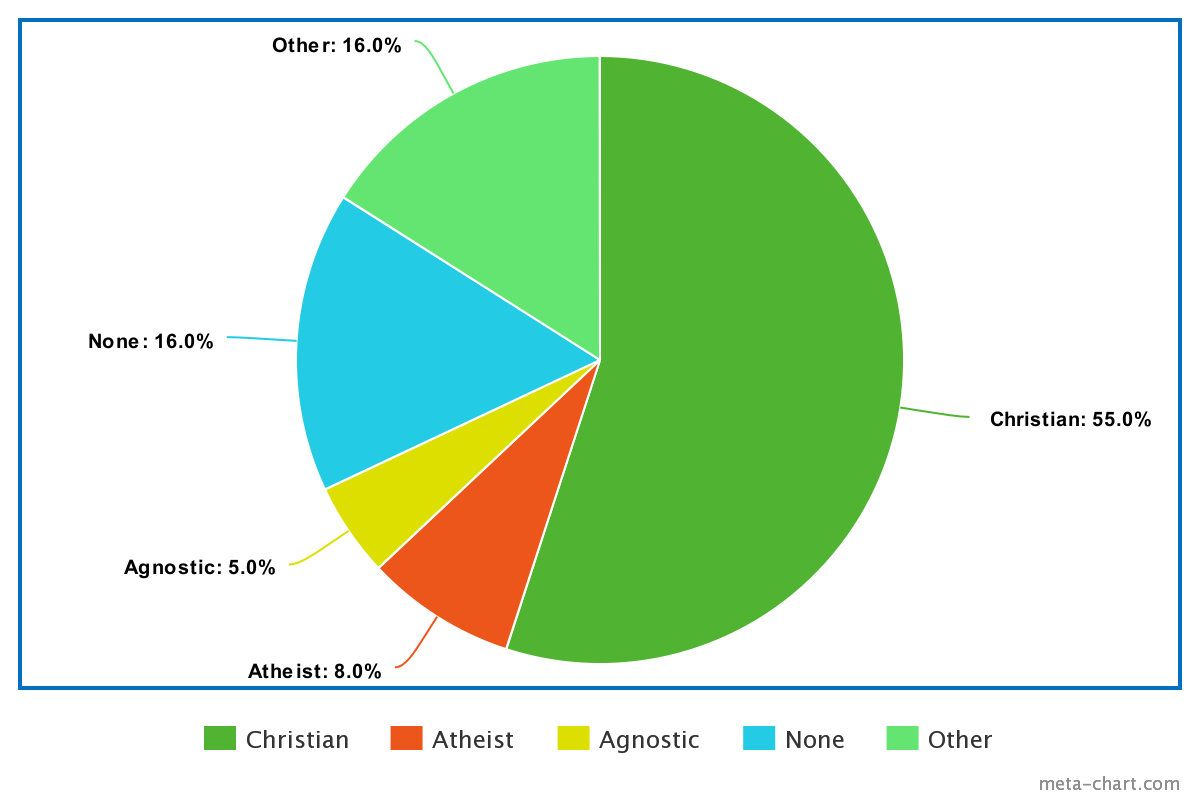 Other: 16.0%
None: 16.0%
Christian: 55.0%
Agnostic: 5.0%
Atheist: 8.0%
Christian Atheist Agnostic None Other
meta-chart.com